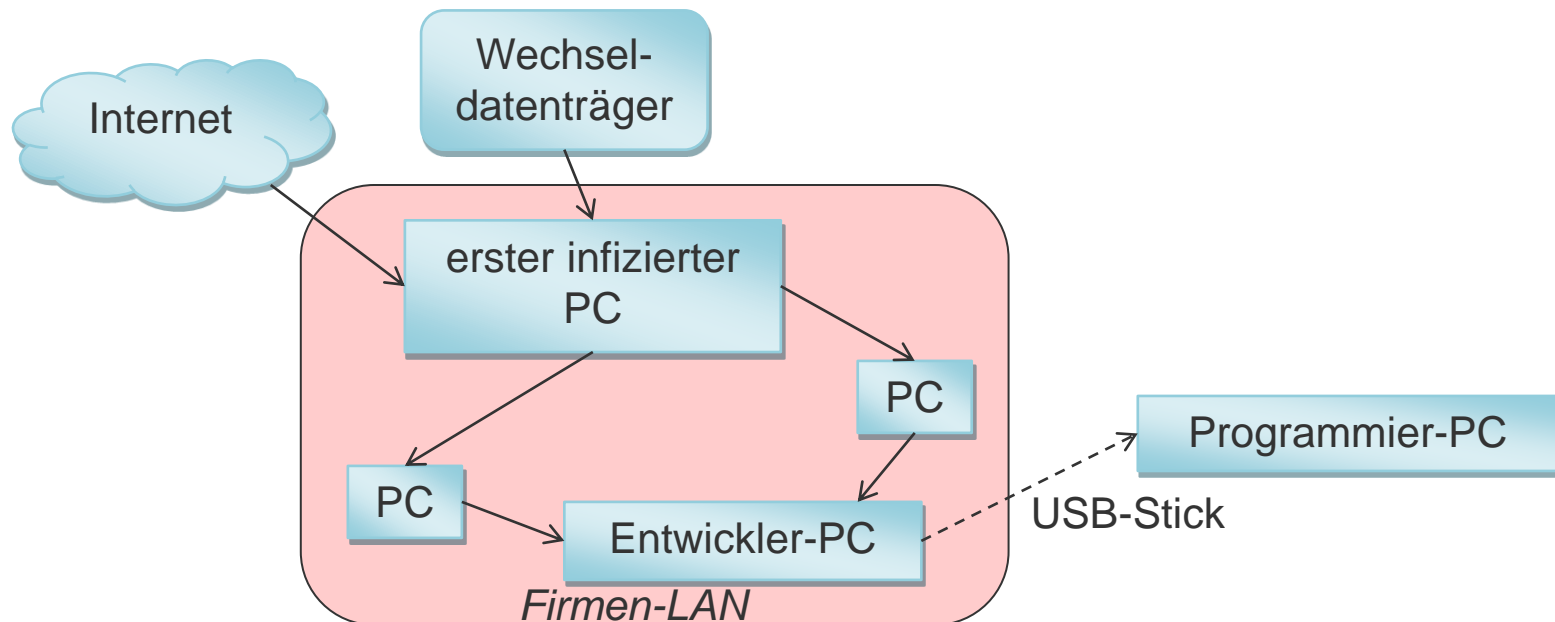 Wechsel-
datenträger
Internet
erster infizierter
PC
PC
Programmier-PC
PC
USB-Stick
Entwickler-PC
Firmen-LAN